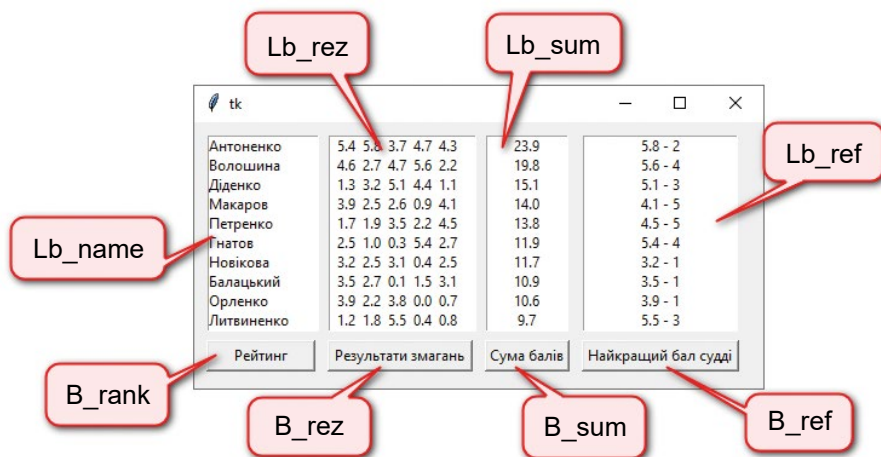 Lb_rez
Lb_sum
tk
Антоненко 5.4 5.8 3.7 4.7 4.3 23.9 5.8 - 2
Волошина 4.6 2.7 4.7 5.6 2.2 19.8 5.6 - 4
Діденко 1.3 3.2 5.1 4.4 1.1 15.1 5.1 - 3
Lb_ref
Макаров 3.9 2.5 2.6 0.9 4.1 14.0 4.1 - 5
Петренко 1.7 1.9 3.5 2.2 4.5 13.8 4.5 - 5
Lb_name
Гнатов 2.5 1.0 0.3 5.4 2.7 11.9 5.4 - 4
Новікова 3.2 2.5 3.1 0.4 2.5 11.7 3.2 - 1
Балацький 3.5 2.7 0.1 1.5 3.1 10.9 3.5 - 1
Орленко 3.9 2.2 3.8 0.0 0.7 10.6 3.9 - 1
Литвиненко 1.2 1.8 5.5 0.4 0.8 9.7 5.5 - 3
Рейтинг Результати змагань Сума балів Найкращий бал судді
B_rank
B_rez
B_sum
B_ref